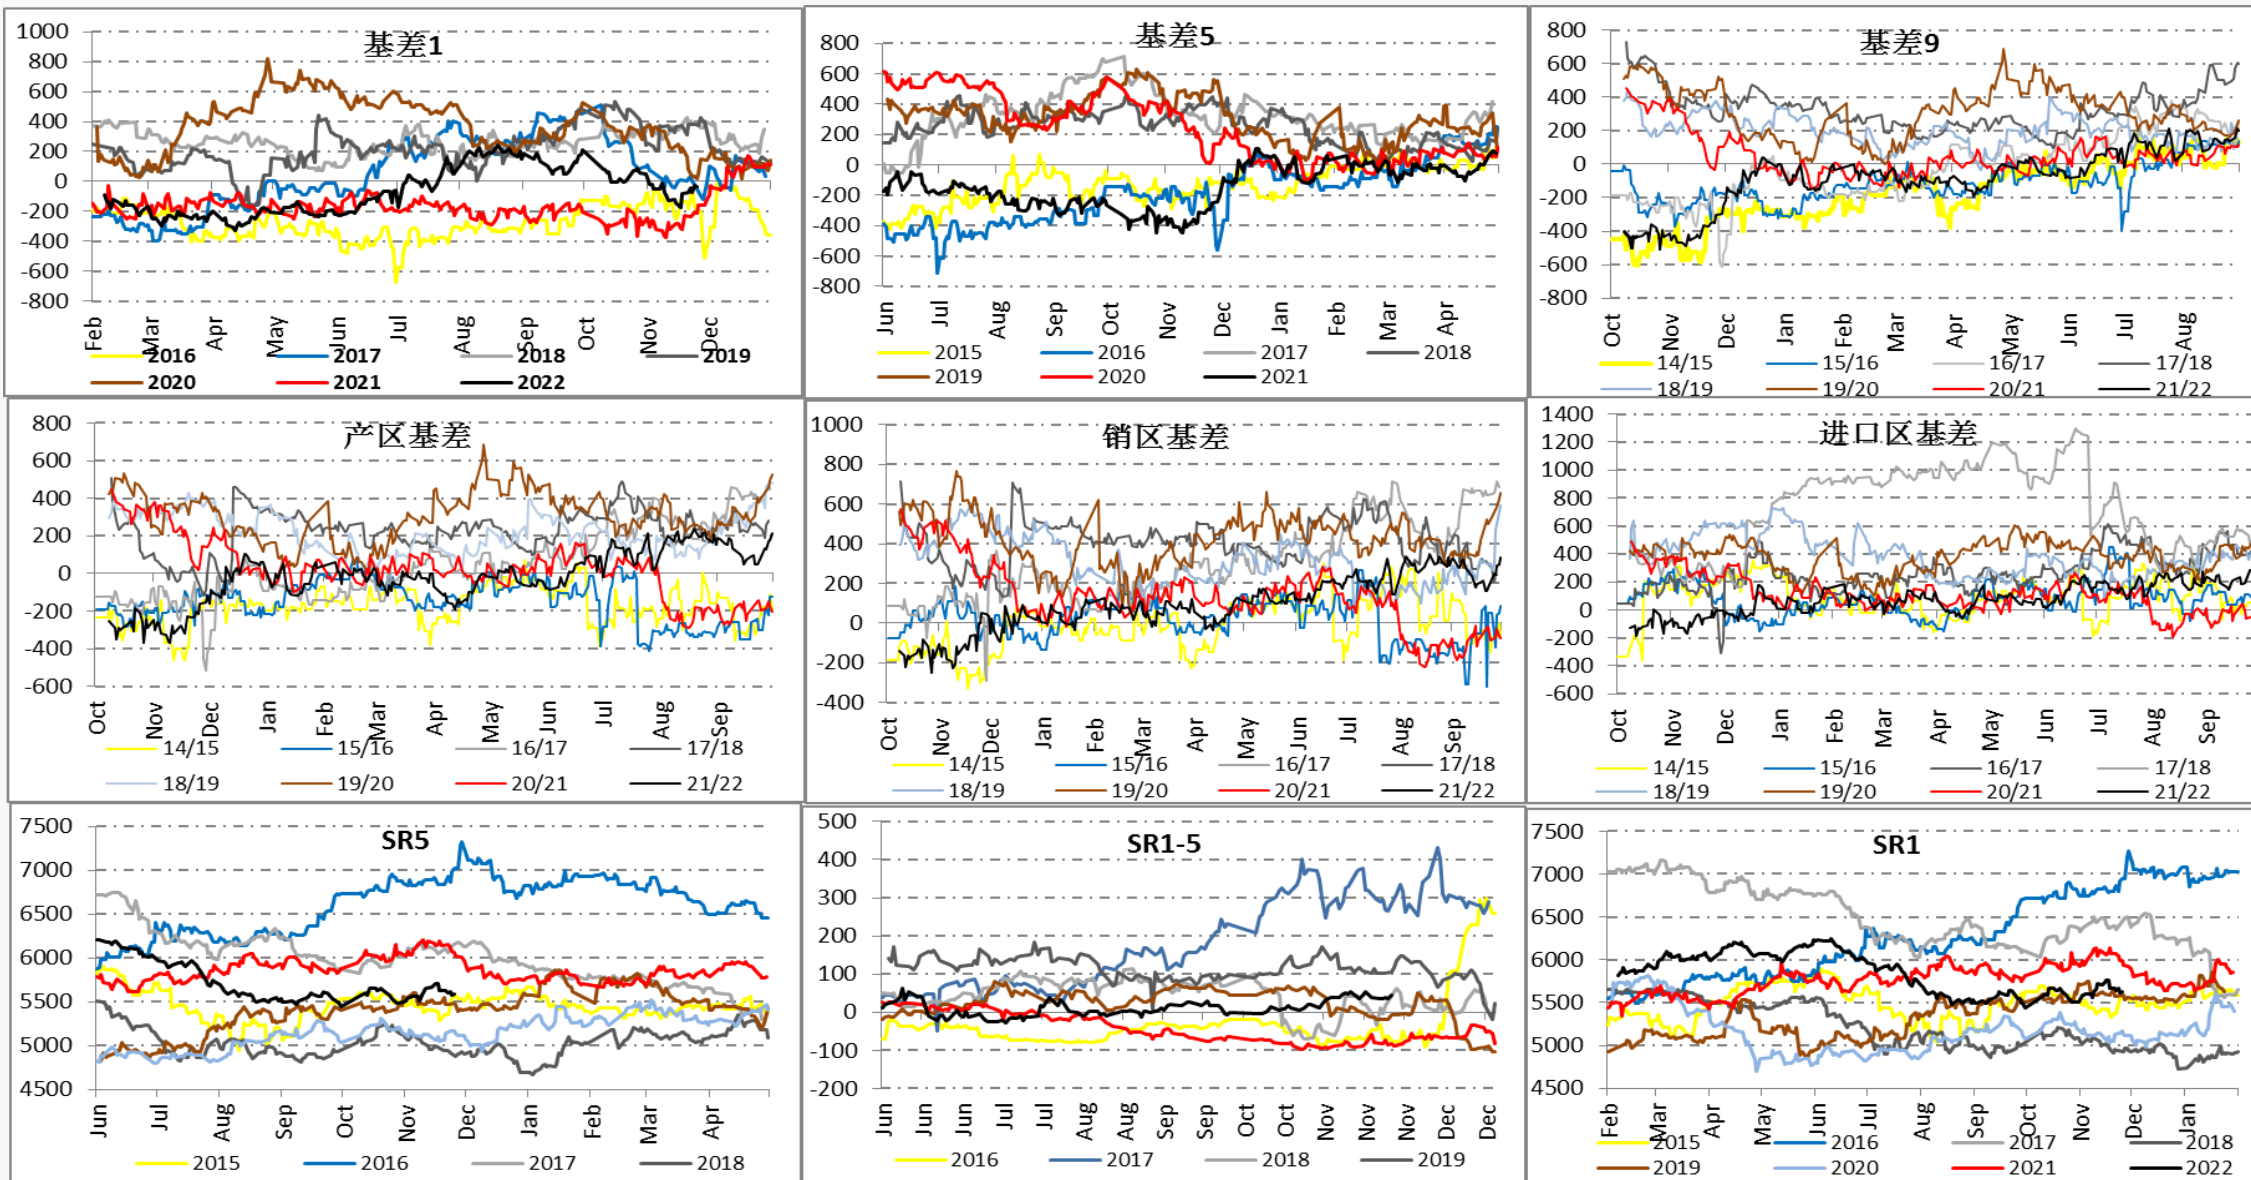 基差1
1000
800
600
400
200
0
-200
-400
-600
-800
Feb Mar Apr May Jun Jul Aug Sep Oct Nov Dec
2016 2017 2018 2019
2020 2021 2022
基差5
800
600
400
200
0
-200
-400
-600
-800
Jun Jul Aug Sep Oct Nov Dec Jan Feb Mar Apr
2015 2016 2017 2018
2019 2020 2021
基差9
800
600
400
200
0
-200
-400
-600
-800
Oct Nov Dec Jan Feb Mar Apr May Jun Jul Aug
14/15 15/16 16/17 17/18
18/19 19/20 20/21 21/22
产区基差
800
600
400
200
0
-200
-400
-600
Oct Nov Dec Jan Feb Mar Apr May Jun Jul Aug Sep
14/15 15/16 16/17 17/18
18/19 19/20 20/21 21/22
销区基差
1000
800
600
400
200
0
-200
-400
Oct Nov Dec Jan Feb Mar Apr May Jun Jul Aug Sep
14/15 15/16 16/17 17/18
18/19 19/20 20/21 21/22
进口区基差
1400
1200
1000
800
600
400
200
0
-200
-400
-600
Oct Nov Dec Jan Feb Mar Apr May Jun Jul Aug Sep
14/15 15/16 16/17 17/18
18/19 19/20 20/21 21/22
SR5
7500
7000
6500
6000
5500
5000
4500
Jun Jul Aug Sep Oct Nov Dec Jan Feb Mar Apr
2015 2016 2017 2018
SR1-5
500
400
300
200
100
0
-100
-200
Jun Jun Jun Jul Jul Aug Aug Sep Sep Oct Oct Nov Nov Nov Dec Dec
2016 2017 2018 2019
SR1
7500
7000
6500
6000
5500
5000
4500
Feb Mar Apr May Jun Jul Aug Sep Oct Nov Dec Jan
2015 2016 2017 2018
2019 2020 2021 2022